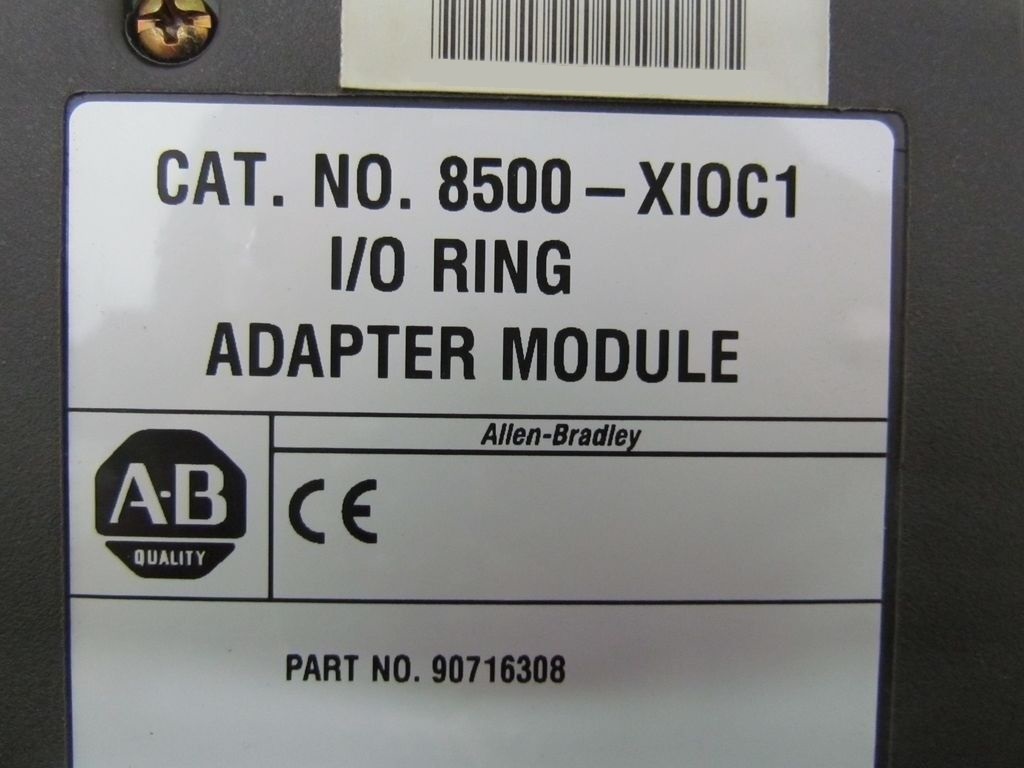 CAT. NO. 8500-XIOC1
I/O RING
ADAPTER MODULE
Allen-Bradley
A-B
QUALITY
CE
PART NO. 90716308